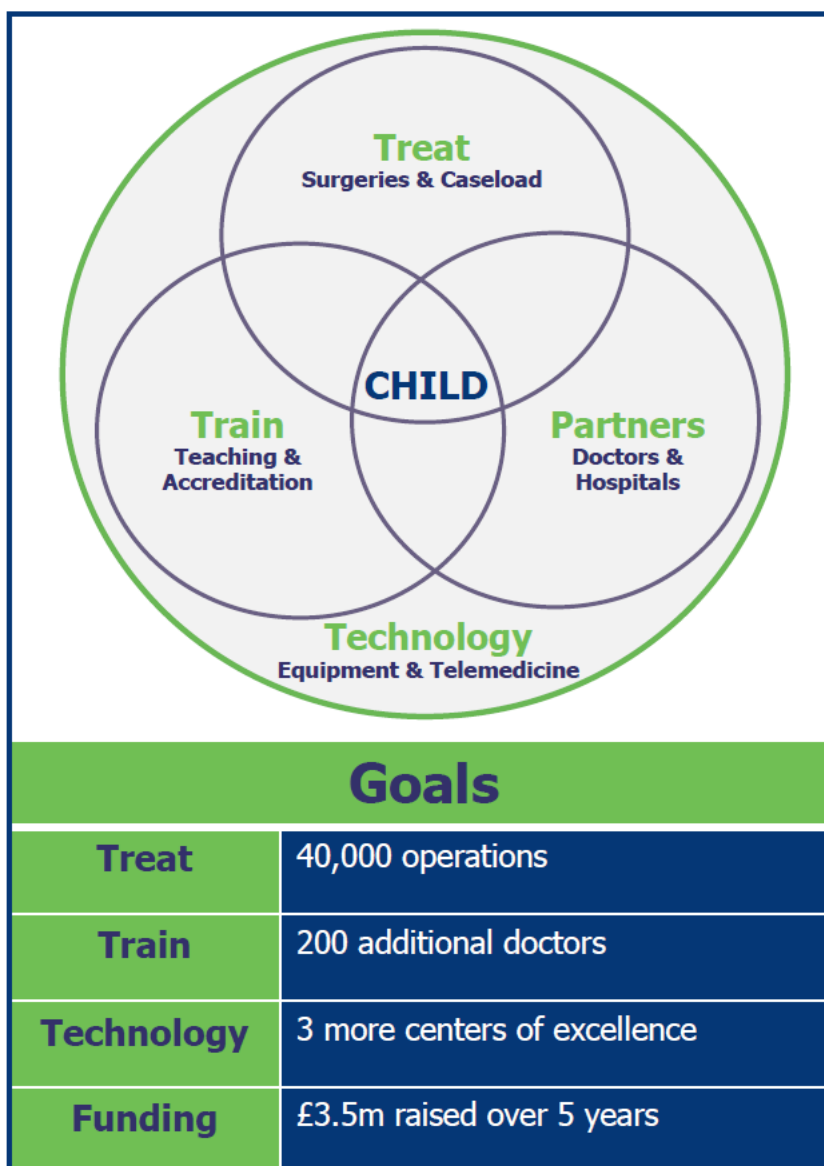 Treat
Surgeries & Caseload
CHILD
Train
Teaching &
Accreditation
Partners
Doctors &
Hospitals
Technology
Equipment & Telemedicine
Goals
Treat
40,000 operations
Train
200 additional doctors
Technology
3 more centers of excellence
Funding
£3.5m raised over 5 years